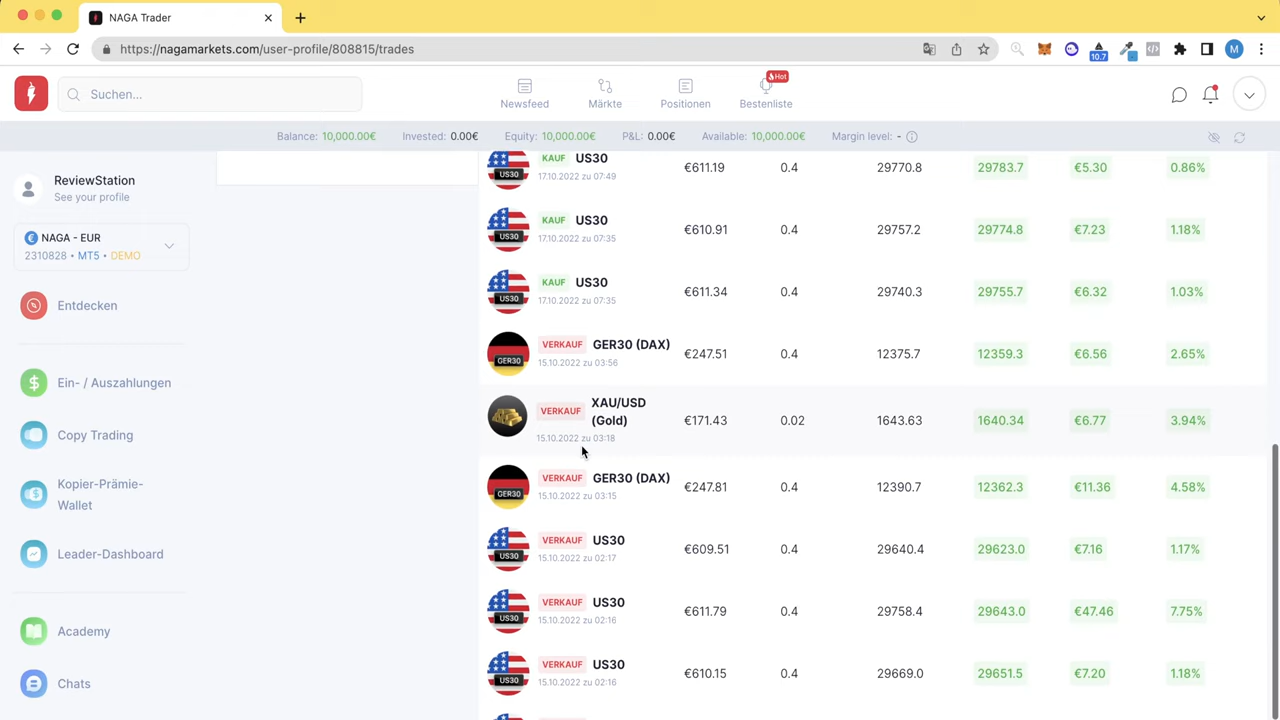 NAGA Trader
https://nagamarkets.com/user-profile/808815/trades
10.7
M
Suchen...
Newsfeed
Märkte
Positionen
Hot
Bestenliste
Balance: 10,000.00€ Invested: 0.00€ Equity: 10,000.00€ P&L: 0.00€ Available: 10,000.00€ Margin level: -
ReviewStation
See your profile
NAGA - EUR
2310828 • MT5 • DEMO
Entdecken
Ein- / Auszahlungen
Copy Trading
Kopier-Prämie-
Wallet
Leader-Dashboard
Academy
Chats
US30 KAUF US30 €611.19 0.4 29770.8 29783.7 €5.30 0.86%
17.10.2022 zu 07:49
US30 KAUF US30 €610.91 0.4 29757.2 29774.8 €7.23 1.18%
17.10.2022 zu 07:35
US30 KAUF US30 €611.34 0.4 29740.3 29755.7 €6.32 1.03%
17.10.2022 zu 07:35
GER30 VERKAUF GER30 (DAX) €247.51 0.4 12375.7 12359.3 €6.56 2.65%
15.10.2022 zu 03:56
VERKAUF XAU/USD
(Gold) €171.43 0.02 1643.63 1640.34 €6.77 3.94%
15.10.2022 zu 03:18
GER30 VERKAUF GER30 (DAX) €247.81 0.4 12390.7 12362.3 €11.36 4.58%
15.10.2022 zu 03:15
US30 VERKAUF US30 €609.51 0.4 29640.4 29623.0 €7.16 1.17%
15.10.2022 zu 02:17
US30 VERKAUF US30 €611.79 0.4 29758.4 29643.0 €47.46 7.75%
15.10.2022 zu 02:16
US30 VERKAUF US30 €610.15 0.4 29669.0 29651.5 €7.20 1.18%
15.10.2022 zu 02:16